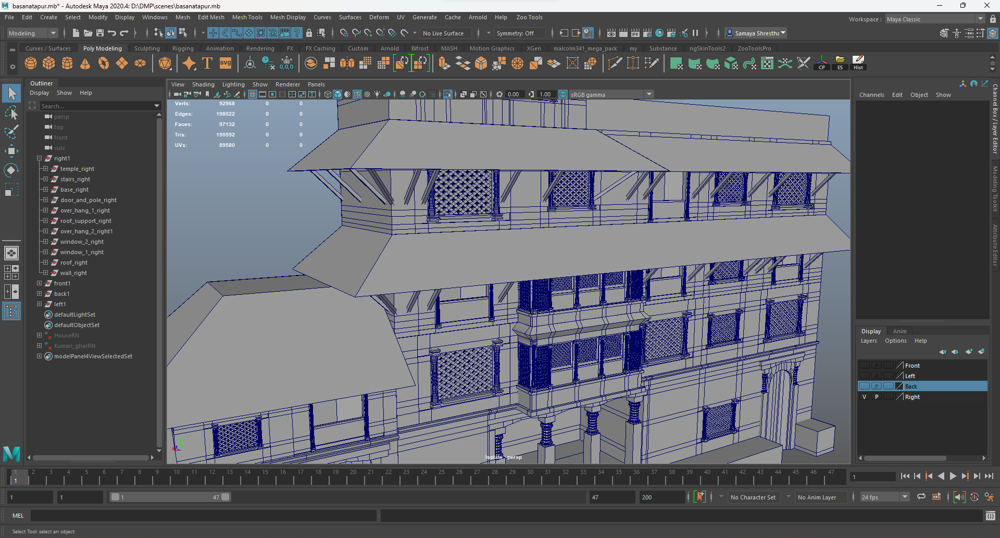 basanatapur.mb* - Autodesk Maya 2020.4: D:\DMP\scenes\basanatapur.mb
File Edit Create Select Modify Display Windows Mesh Edit Mesh Mesh Tools Mesh Display Curves Surfaces Deform UV Generate Cache Arnold Help Zoo Tools
Workspace : Maya Classic
Modeling No Live Surface Symmetry: Off Samaya Shrestha
Curves / Surfaces Poly Modeling Sculpting Rigging Animation Rendering FX FX Caching Custom Arnold Bifrost MASH Motion Graphics XGen malcolm341_mega_pack my Substance ngSkinTools2 ZooToolsPro
svg 0,0,0 CP ES Hist
Outliner
Display Show Help
Search...
persp
top
front
side
right1
temple_right
stairs_right
base_right
door_and_pole_right
over_hang_1_right
roof_support_right
over_hang_2_right1
window_2_right
window_1_right
roof_right
wall_right
front1
back1
left1
defaultLightSet
defaultObjectSet
HouseRN
Kumari_gharRN
modelPanel4ViewSelectedSet
View Shading Lighting Show Renderer Panels
0.00 1.00 ON sRGB gamma
Verts: 92968 0 0
Edges: 198022 0 0
Faces: 97132 0 0
Tris: 190592 0 0
UVs: 89580 0 0
Isolate : persp
Channels Edit Object Show
Channel Box / Layer Editor
Modeling Toolkit
Attribute Editor
Display Anim
Layers Options Help
P Front
P Left
P Back
V P Right
1 2 3 4 5 6 7 8 9 10 11 12 13 14 15 16 17 18 19 20 21 22 23 24 25 26 27 28 29 30 31 32 33 34 35 36 37 38 39 40 41 42 43 44 45 46 47
1 1
1 1 1 47 47 200 No Character Set No Anim Layer 24 fps
MEL
Select Tool: select an object